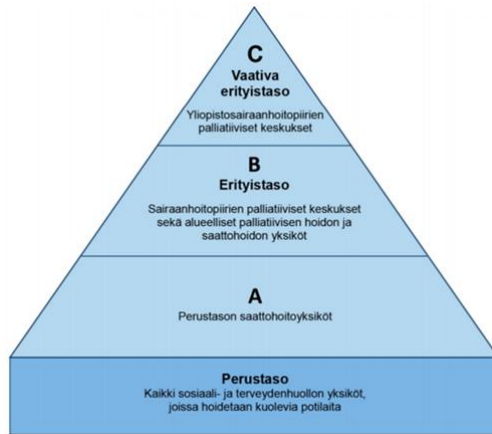 C
Vaativa
erityistaso
Yliopistosairaanhoitopiirien
palliatiiviset keskukset
B
Erityistaso
Sairaanhoitopiirien palliatiiviset keskukset
sekä alueelliset palliatiivisen hoidon ja
saattohoidon yksiköt
A
Perustason saattohoitoyksiköt
Perustaso
Kaikki sosiaali- ja terveydenhuollon yksiköt,
joissa hoidetaan kuolevia potilaita